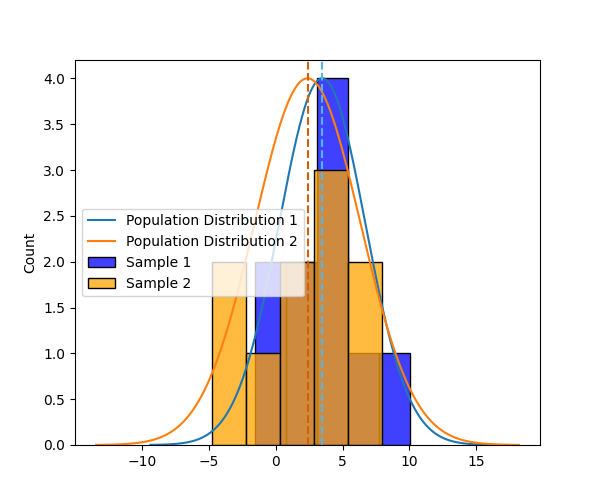 4.0
3.5
3.0
2.5
2.0
1.5
1.0
0.5
0.0
Count
Population Distribution 1
Population Distribution 2
Sample 1
Sample 2
−10 −5 0 5 10 15